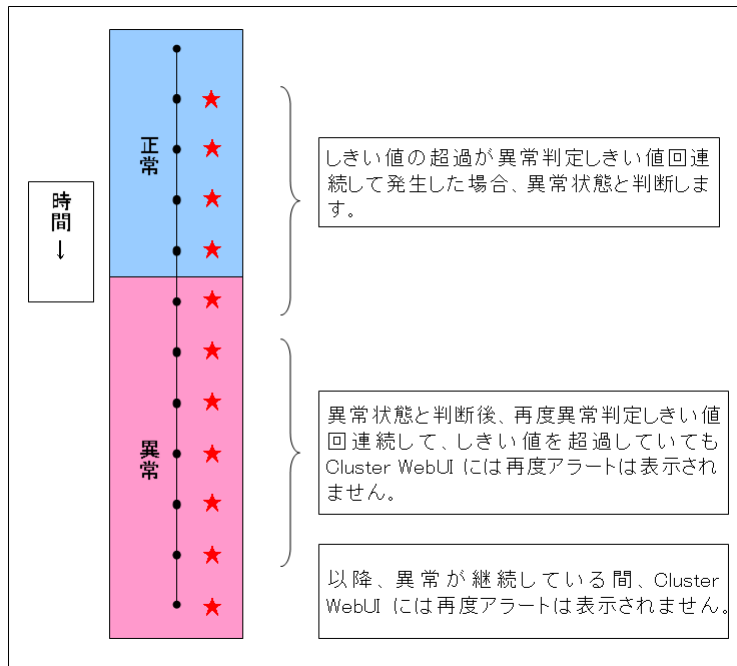 正常
時間↓
しきい値の超過が異常判定しきい値回連
続して発生した場合、異常状態と判断しま
す。
異常
異常状態と判断後、再度異常判定しきい値
回連続して、しきい値を超過していても
Cluster WebUI には再度アラートは表示され
ません。
以降、異常が継続している間、Cluster
WebUI には再度アラートは表示されません。